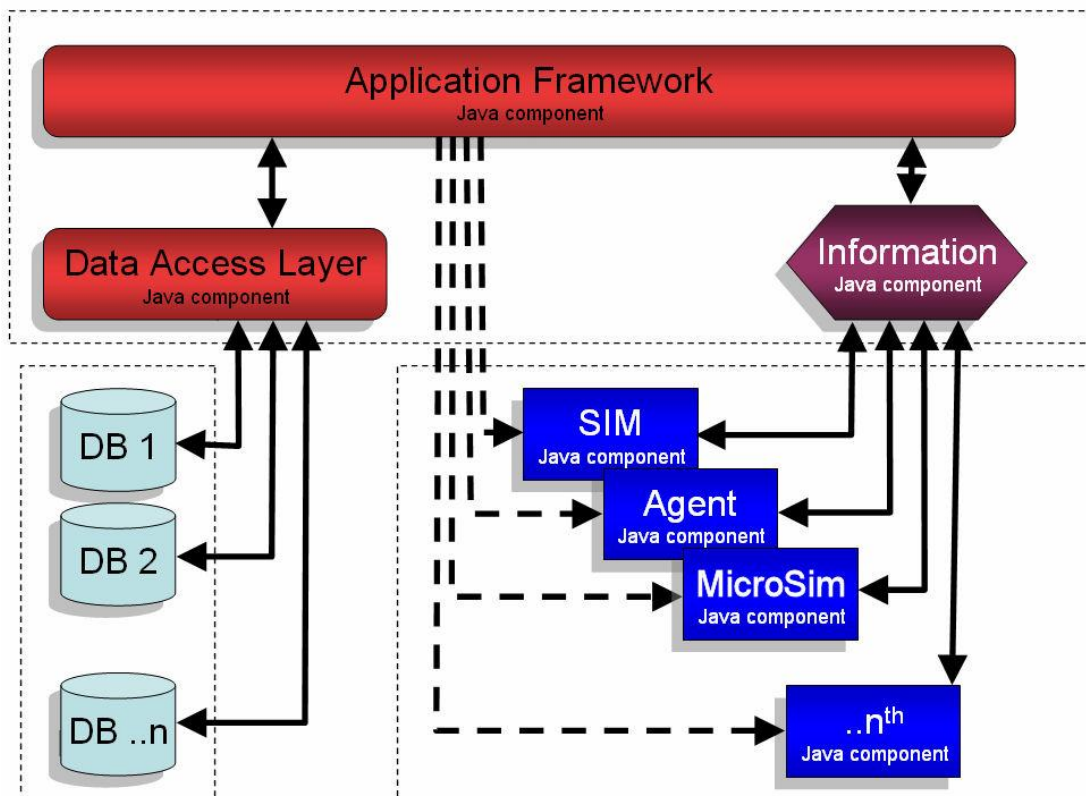 Application Framework
Java component
Data Access Layer
Java component
Information
Java component
DB 1
DB 2
DB ..n
SIM
Java component
Agent
Java component
MicroSim
Java component
..nth
Java component